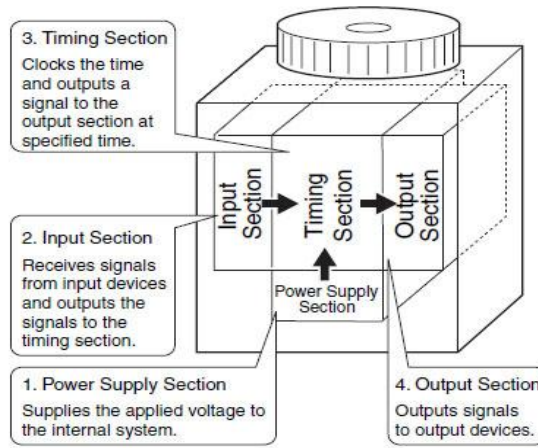 3. Timing Section
Clocks the time
and outputs a
signal to the
output section at
specified time.
Input
Section
Timing
Section
Output
Section
Power Supply
Section
2. Input Section
Receives signals
from input devices
and outputs the
signals to the
timing section.
1. Power Supply Section
Supplies the applied voltage to
the internal system.
4. Output Section
Outputs signals
to output devices.